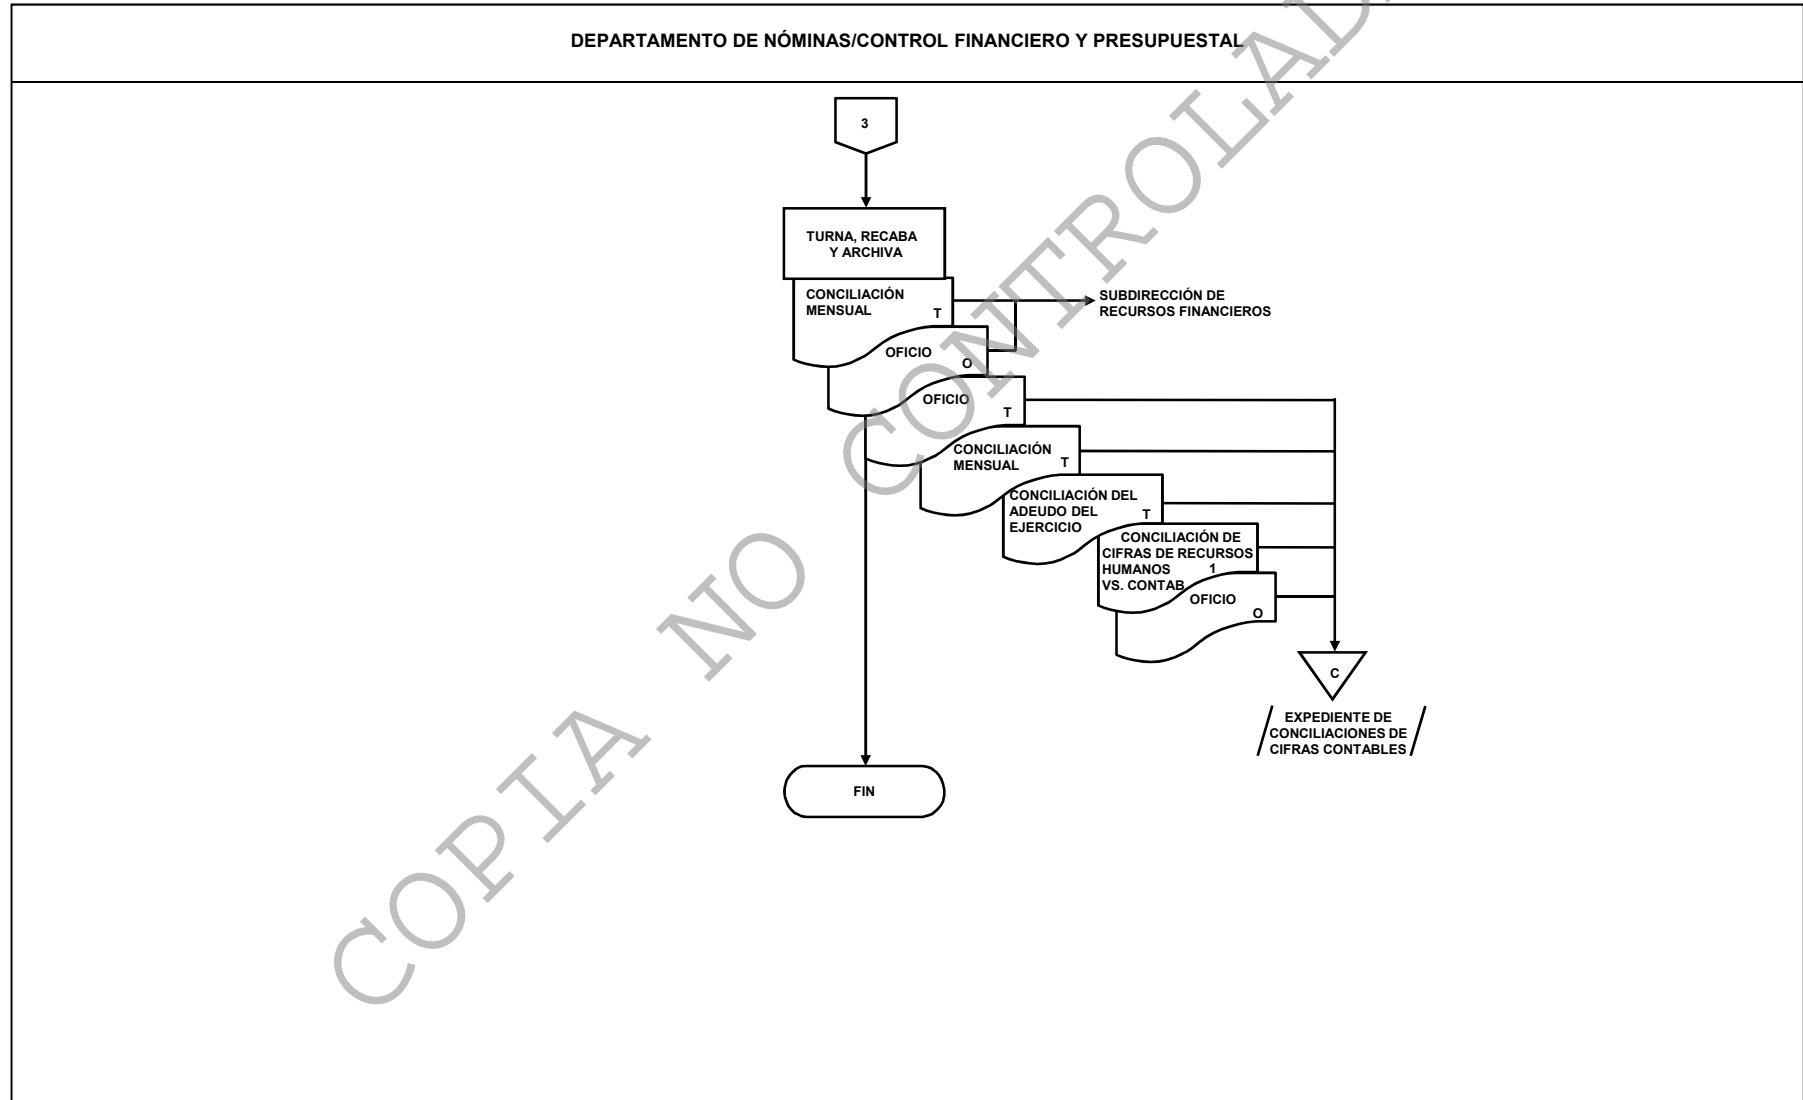 DEPARTAMENTO DE NÓMINAS/CONTROL FINANCIERO Y PRESUPUESTAL
3
TURNA, RECABA
Y ARCHIVA
CONCILIACIÓN
MENSUAL
T
SUBDIRECCIÓN DE
RECURSOS FINANCIEROS
OFICIO
O
OFICIO
T
CONCILIACIÓN
MENSUAL
T
CONCILIACIÓN DEL
ADEUDO DEL
EJERCICIO
T
CONCILIACIÓN DE
CIFRAS DE RECURSOS
HUMANOS 1
VS. CONTAB
OFICIO
O
C
EXPEDIENTE DE
CONCILIACIONES DE
CIFRAS CONTABLES
FIN
COPIA NO CONTROLAD